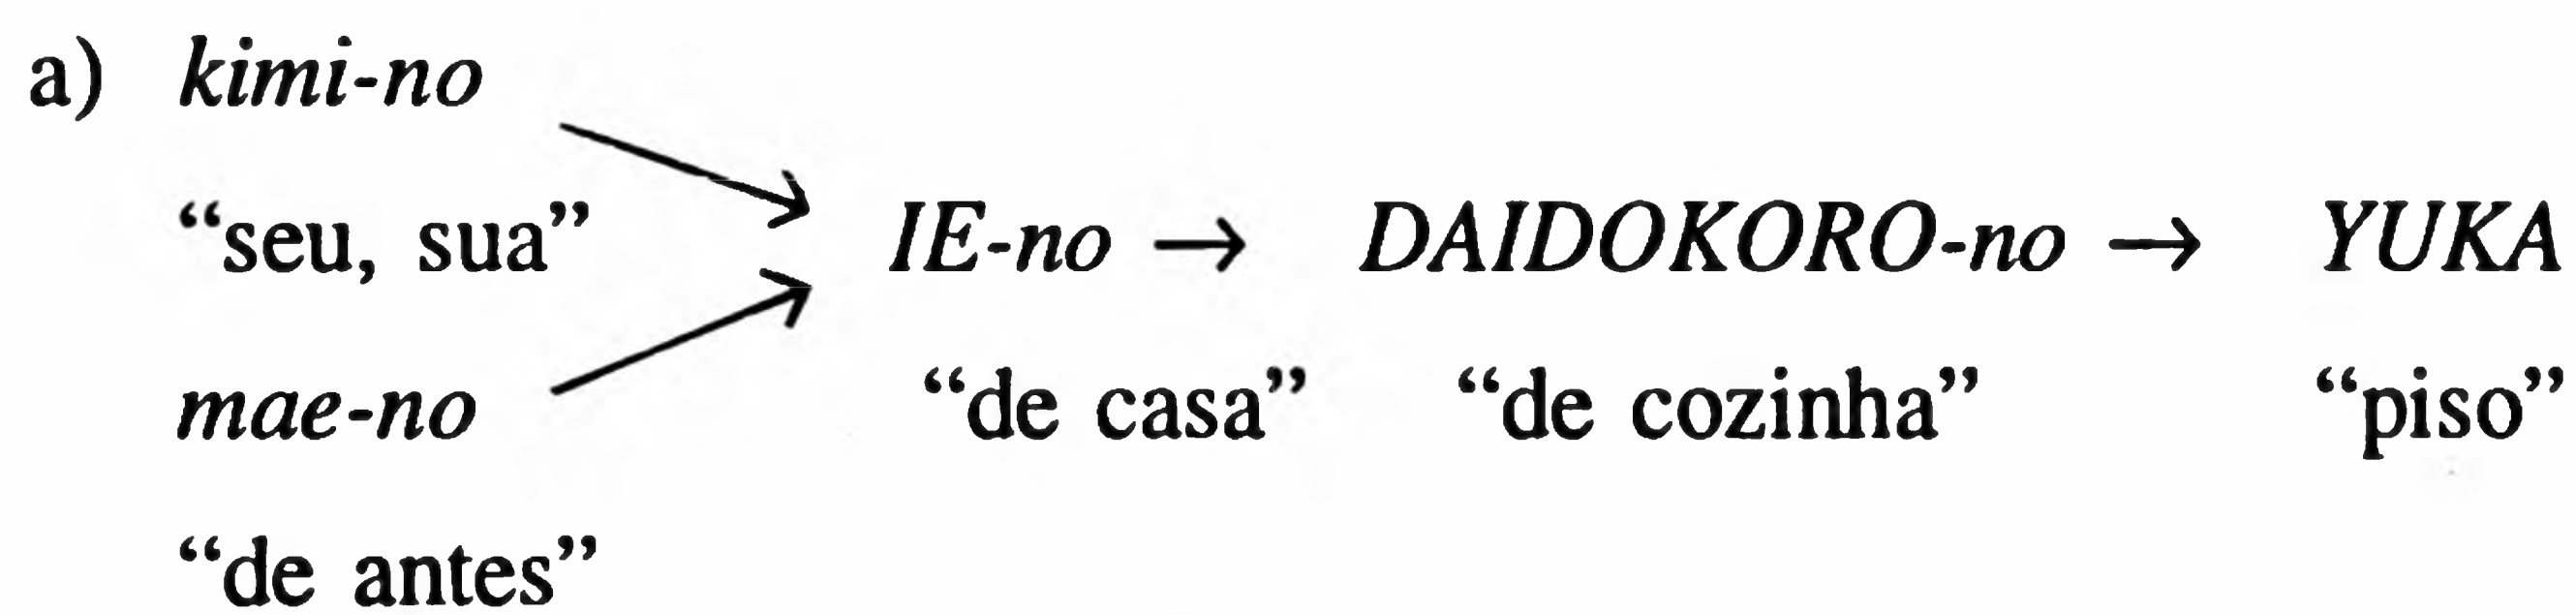 a) kimi-no
“seu, sua” IE-no → DAIDOKORO-no → YUKA
mae-no “de casa” “de cozinha” “piso”
“de antes”